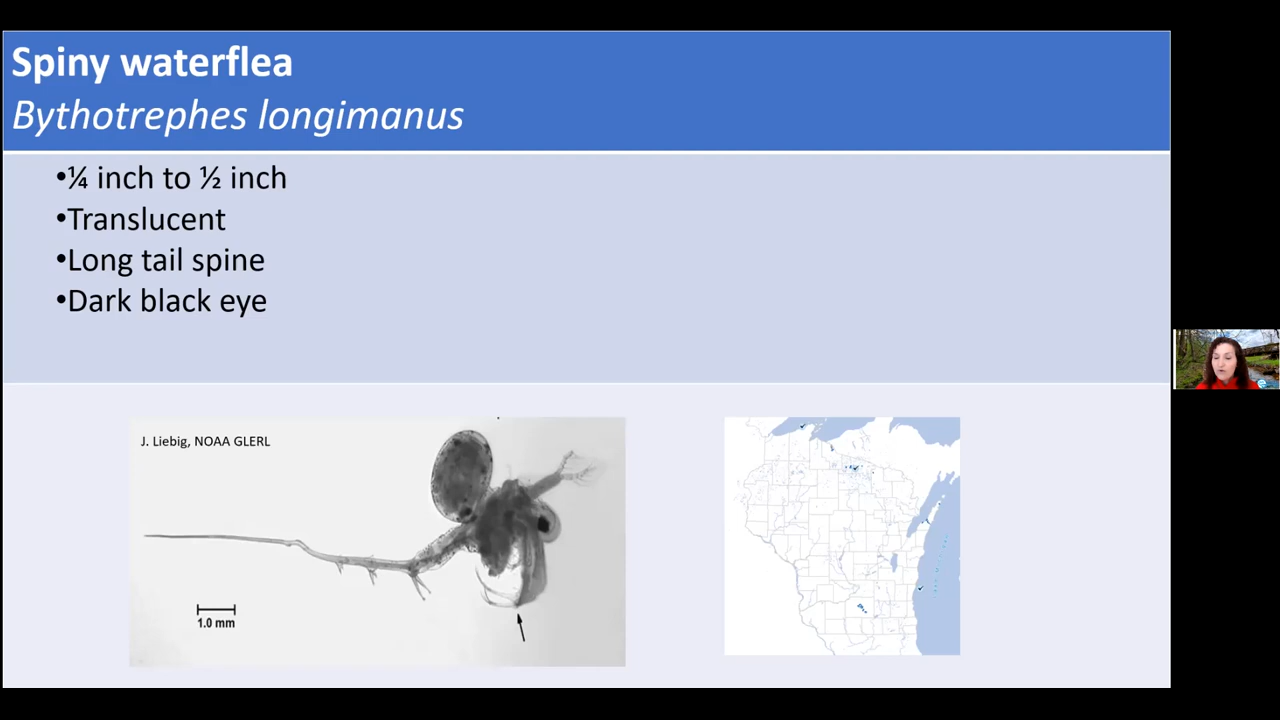 Spiny waterflea
Bythotrephes longimanus
•¼ inch to ½ inch
•Translucent
•Long tail spine
•Dark black eye
J. Liebig, NOAA GLERL
1.0 mm